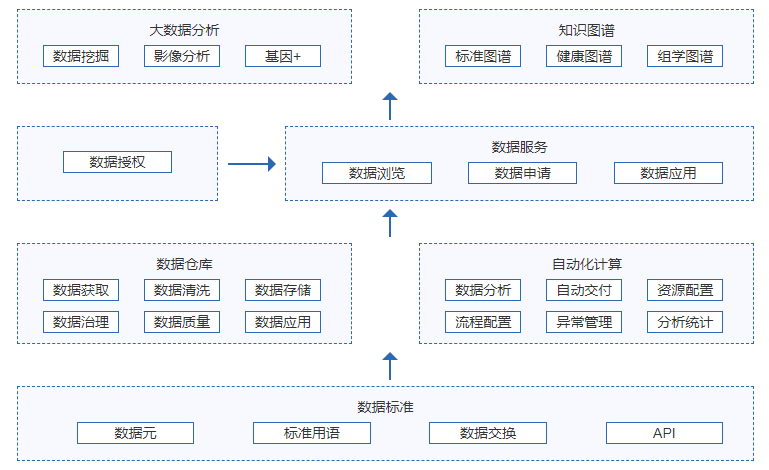 大数据分析
数据挖掘 影像分析 基因+
知识图谱
标准图谱 健康图谱 组学图谱
数据授权
数据服务
数据浏览 数据申请 数据应用
数据仓库
数据获取 数据清洗 数据存储
数据治理 数据质量 数据应用
自动化计算
数据分析 自动交付 资源配置
流程配置 异常管理 分析统计
数据标准
数据元 标准用语 数据交换 API